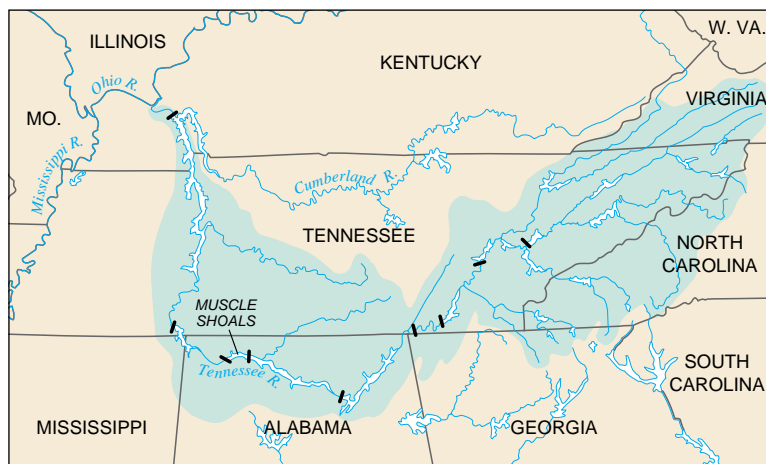 ILLINOIS
W. VA.
KENTUCKY
Ohio R.
VIRGINIA
MO.
Mississippi R.
Cumberland R.
TENNESSEE
NORTH
CAROLINA
MUSCLE
SHOALS
Tennessee R.
SOUTH
CAROLINA
MISSISSIPPI
ALABAMA
GEORGIA